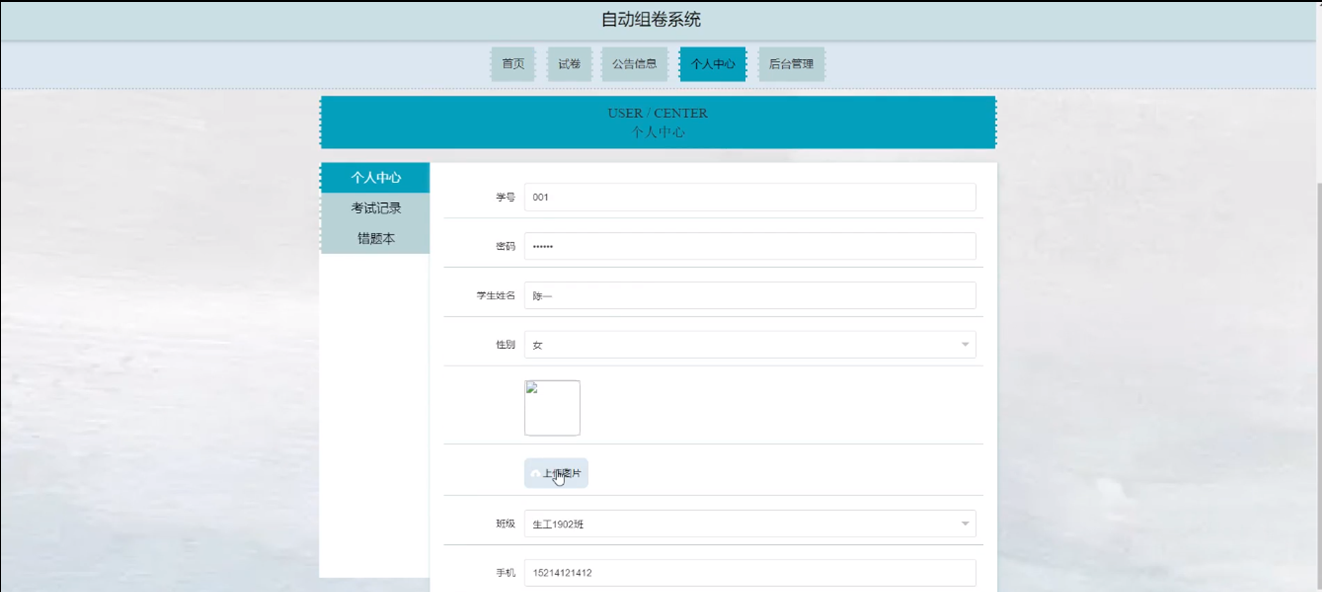 自动组卷系统
首页 试卷 公告信息 个人中心 后台管理
USER / CENTER
个人中心
个人中心
考试记录
错题本
学号 001
密码 ••••••
学生姓名 陈一
性别 女
上传图片
班级 生工1902班
手机 15214121412